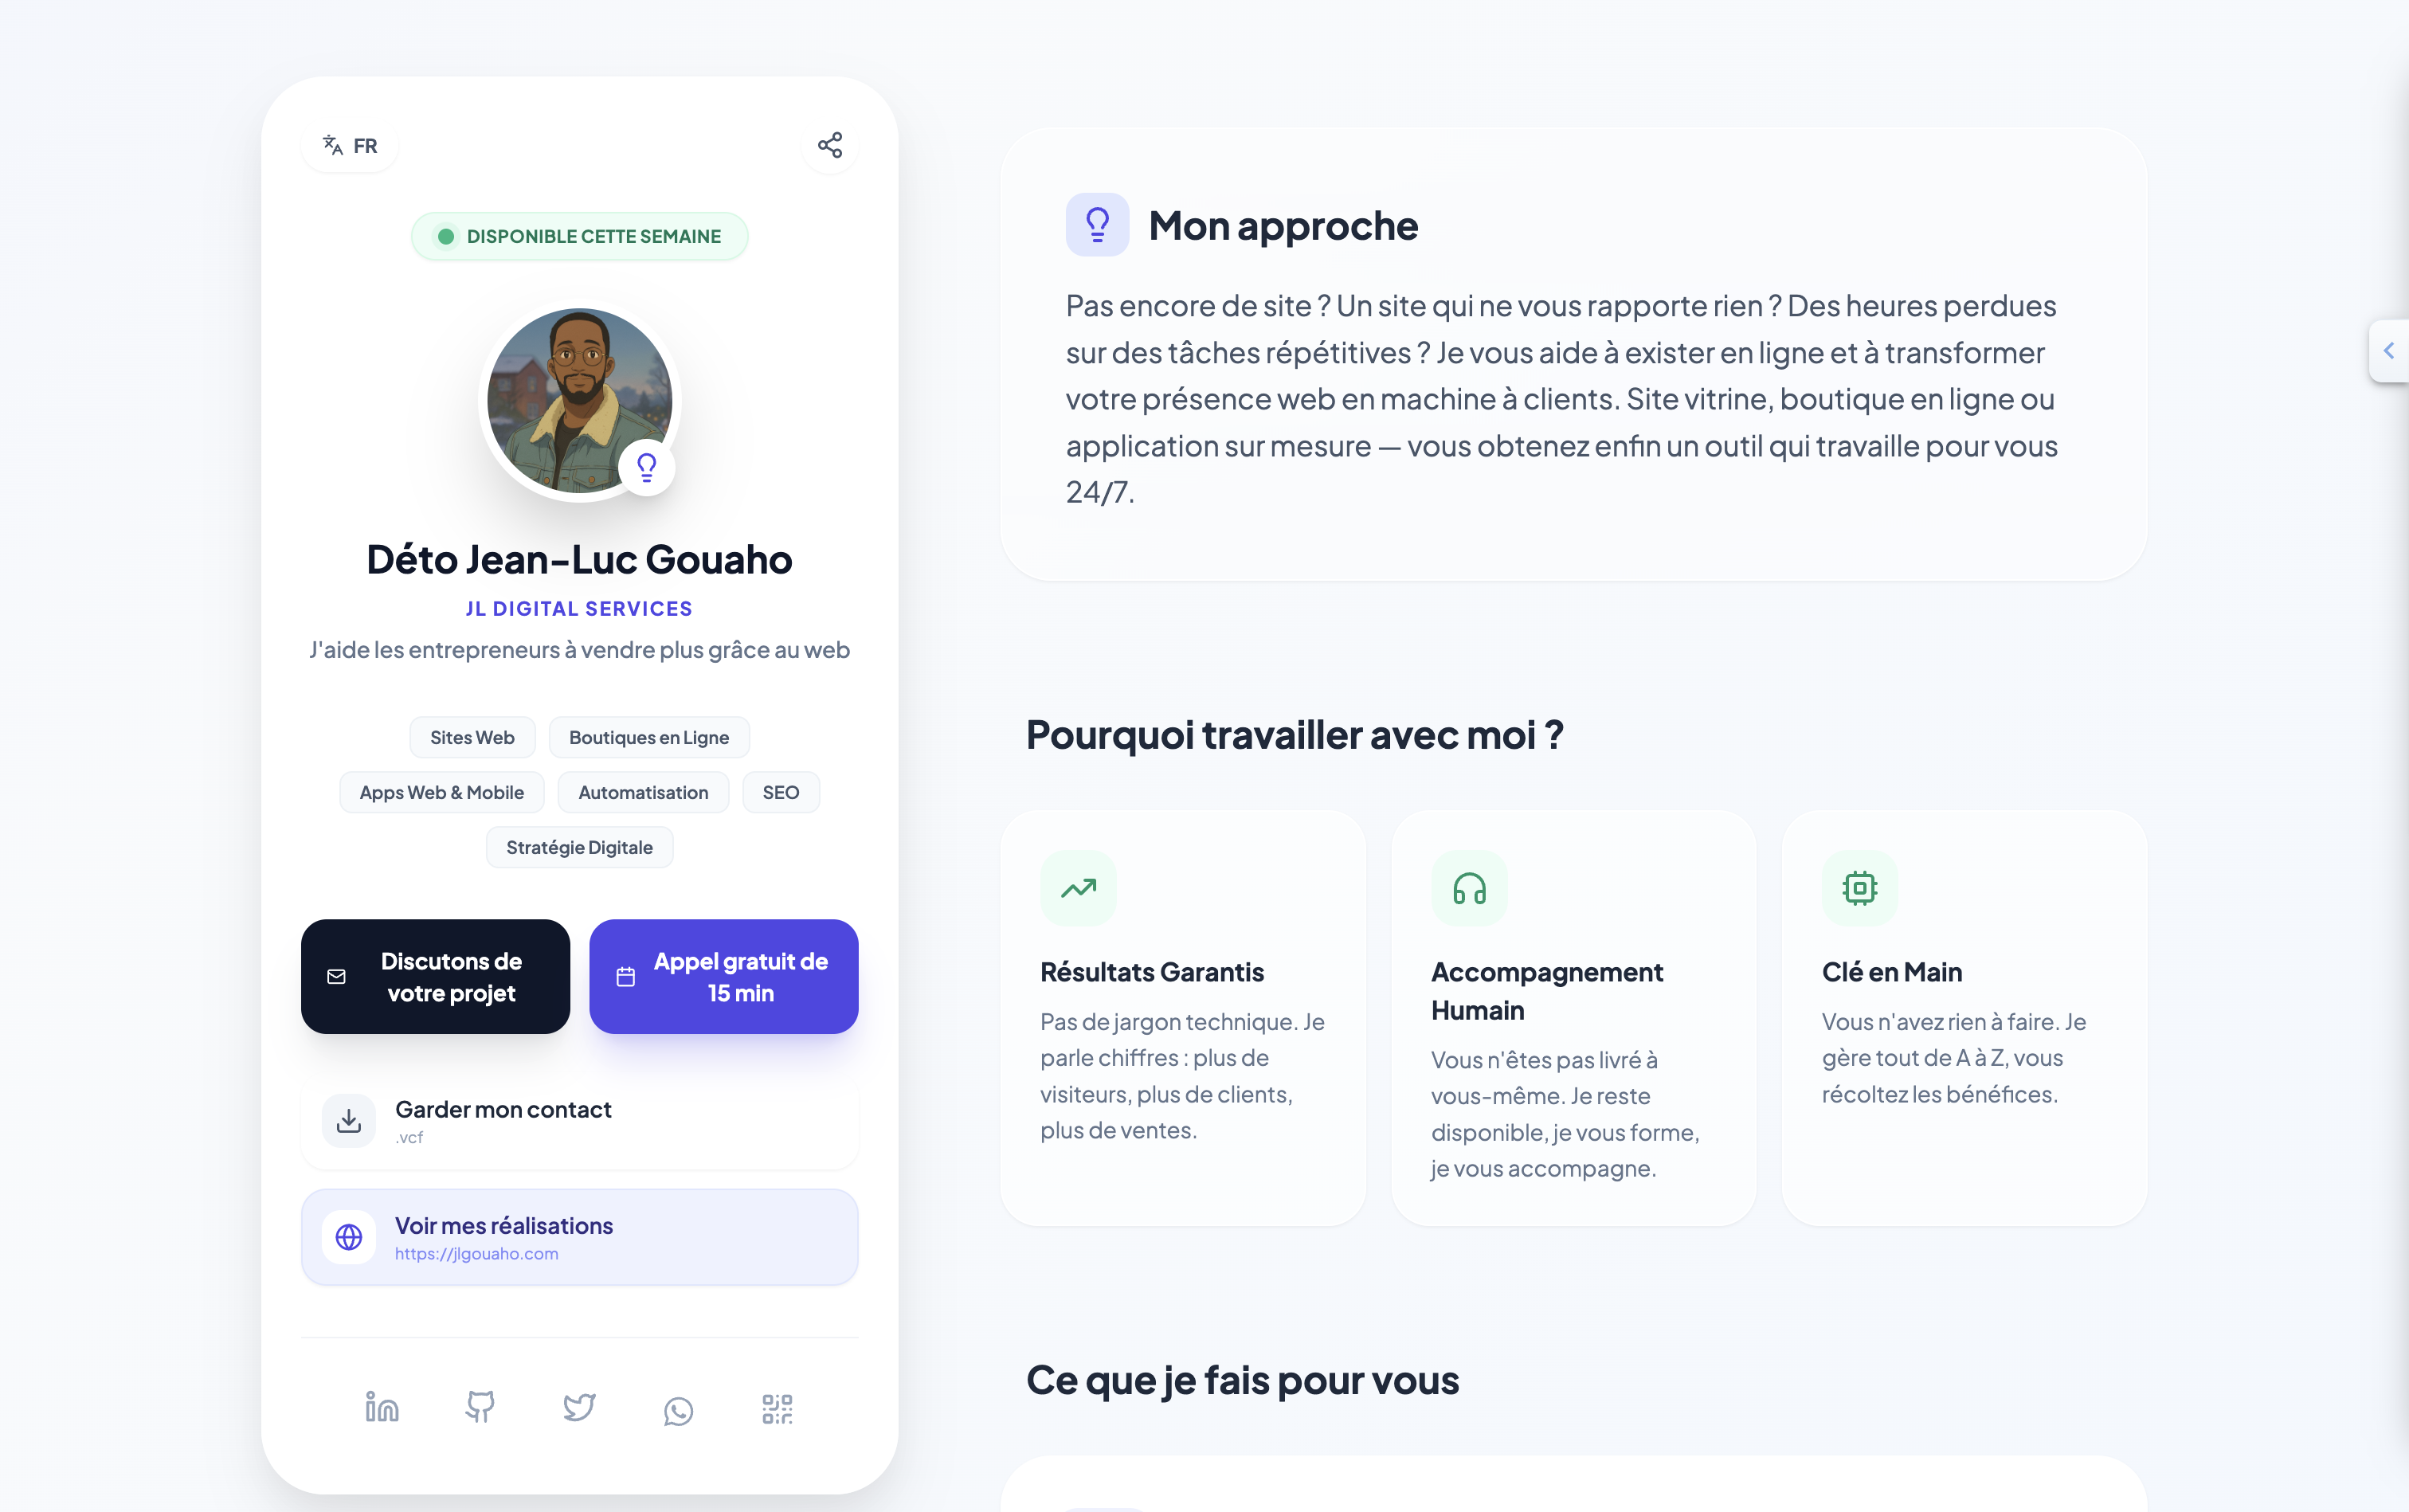 FR
DISPONIBLE CETTE SEMAINE
Déto Jean-Luc Gouaho
JL DIGITAL SERVICES
J'aide les entrepreneurs à vendre plus grâce au web
Sites Web
Boutiques en Ligne
Apps Web & Mobile
Automatisation
SEO
Stratégie Digitale
Discutons de
votre projet
Appel gratuit de
15 min
Garder mon contact
.vcf
Voir mes réalisations
https://jlgouaho.com
Mon approche
Pas encore de site ? Un site qui ne vous rapporte rien ? Des heures perdues
sur des tâches répétitives ? Je vous aide à exister en ligne et à transformer
votre présence web en machine à clients. Site vitrine, boutique en ligne ou
application sur mesure — vous obtenez enfin un outil qui travaille pour vous
24/7.
Pourquoi travailler avec moi ?
Résultats Garantis
Pas de jargon technique. Je
parle chiffres : plus de
visiteurs, plus de clients,
plus de ventes.
Accompagnement
Humain
Vous n'êtes pas livré à
vous-même. Je reste
disponible, je vous forme,
je vous accompagne.
Clé en Main
Vous n'avez rien à faire. Je
gère tout de A à Z, vous
récoltez les bénéfices.
Ce que je fais pour vous